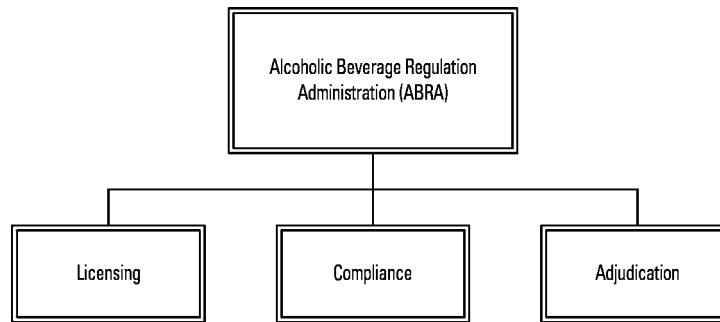 Alcoholic Beverage Regulation
Administration (ABRA)
Licensing
Compliance
Adjudication